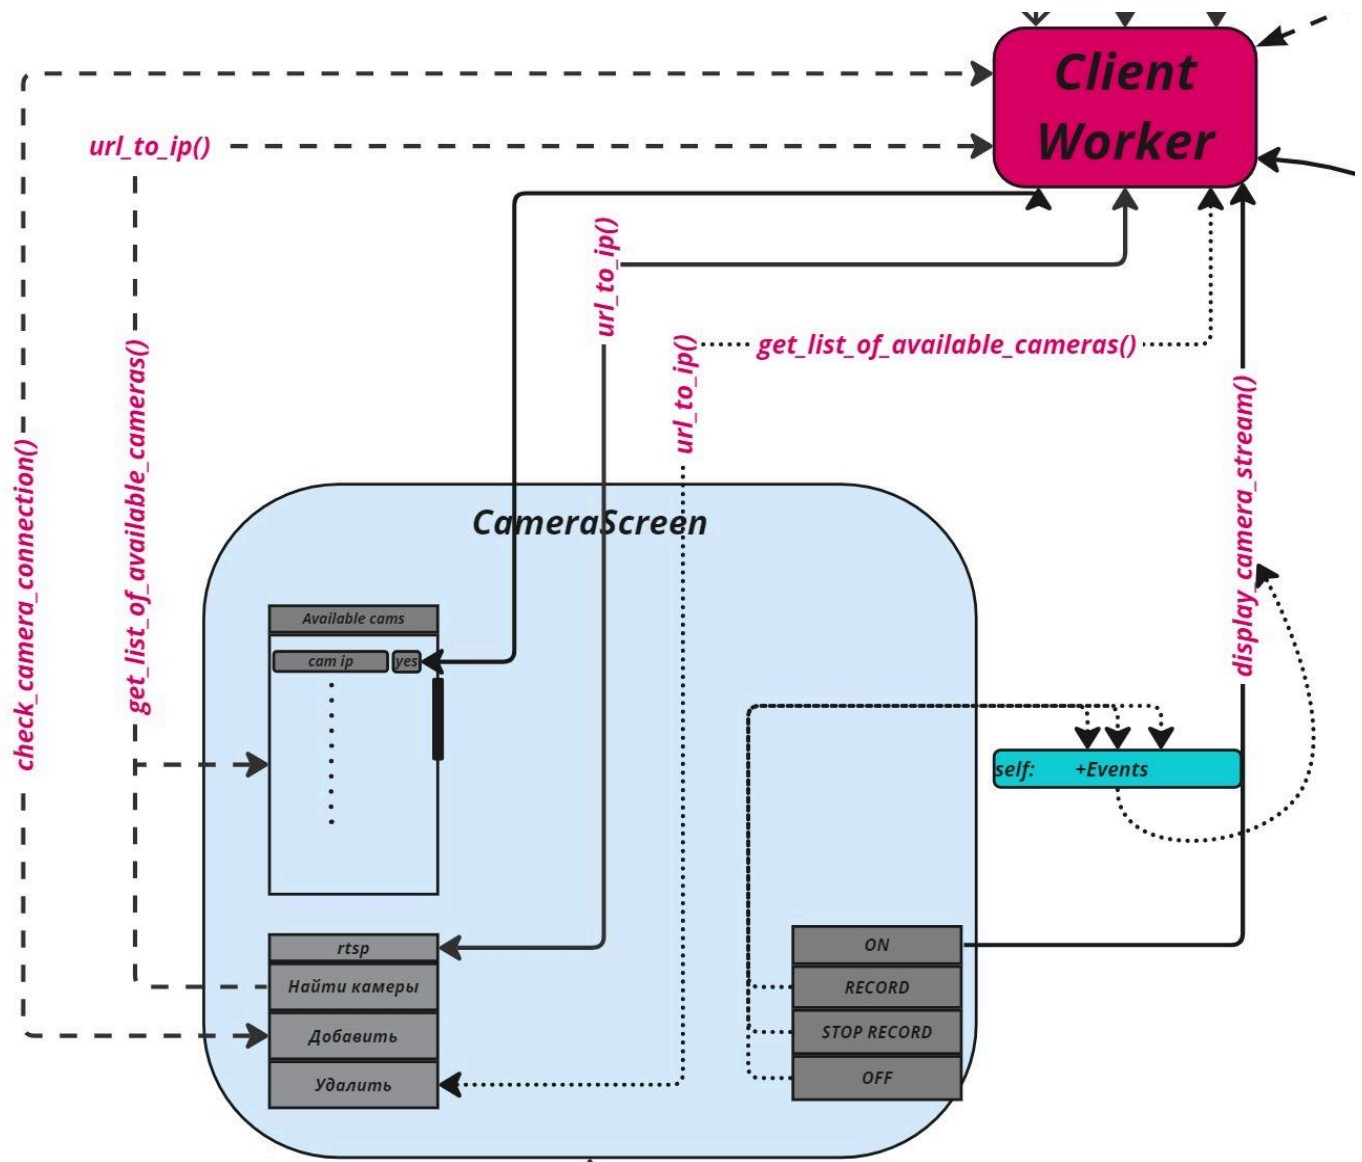 Client
Worker
url_to_ip()
url_to_ip()
url_to_ip()
get_list_of_available_cameras()
get_list_of_available_cameras()
check_camera_connection()
display_camera_stream()
CameraScreen
Available cams
cam ip
yes
self: +Events
rtsp
Найти камеры
Добавить
Удалить
ON
RECORD
STOP RECORD
OFF